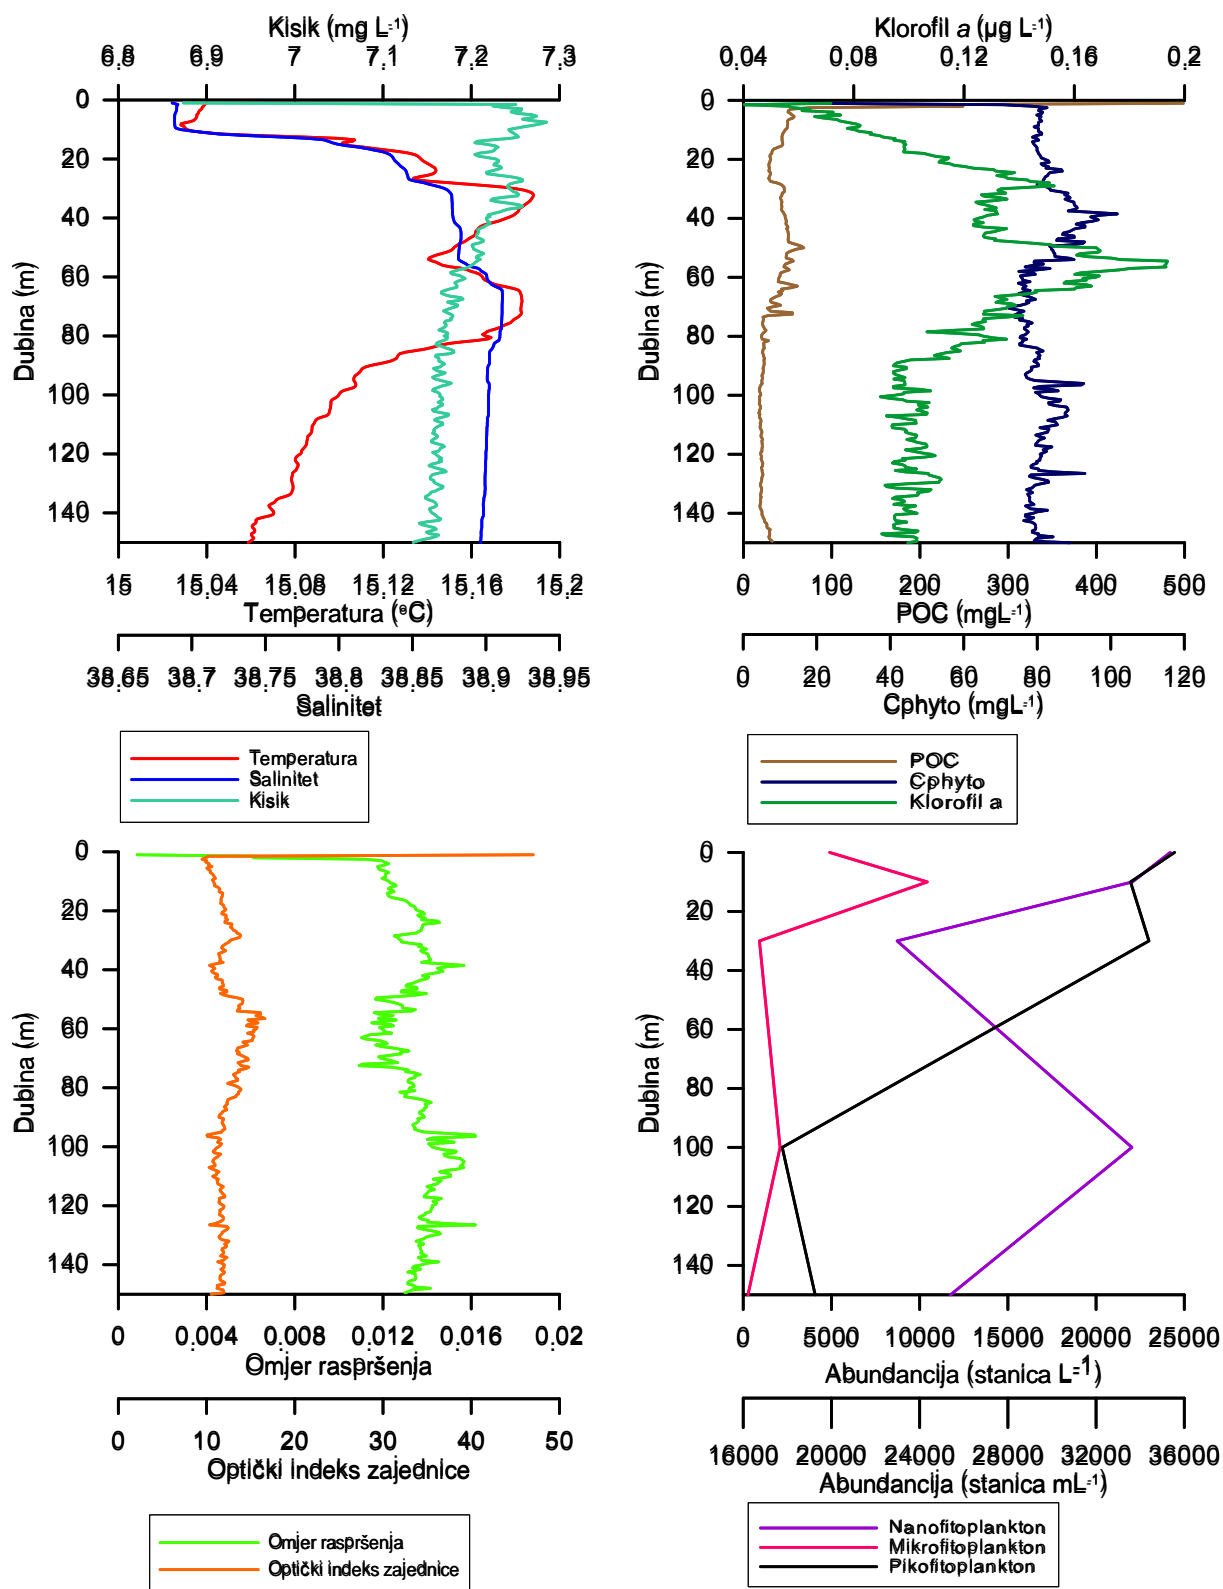 Kisik (mg L-1)
6.8 6.9 7 7.1 7.2 7.3
0
20
40
60
80
100
120
140
Dubina (m)
15 15.04 15.08 15.12 15.16 15.2
Temperatura (°C)
38.65 38.7 38.75 38.8 38.85 38.9 38.95
Salinitet
Temperatura
Salinitet
Kisik
Klorofil a (µg L-1)
0.04 0.08 0.12 0.16 0.2
0
20
40
60
80
100
120
140
Dubina (m)
0 100 200 300 400 500
POC (mgL-1)
0 20 40 60 80 100 120
Cphyto (mgL-1)
POC
Cphyto
Klorofil a
0
20
40
60
80
100
120
140
Dubina (m)
0 0.004 0.008 0.012 0.016 0.02
Omjer raspršenja
0 10 20 30 40 50
Optički indeks zajednice
Omjer raspršenja
Optički indeks zajednice
0
20
40
60
80
100
120
140
Dubina (m)
0 5000 10000 15000 20000 25000
Abundancija (stanica L-1)
16000 20000 24000 28000 32000 36000
Abundancija (stanica mL-1)
Nanofitoplankton
Mikrofitoplankton
Pikofitoplankton